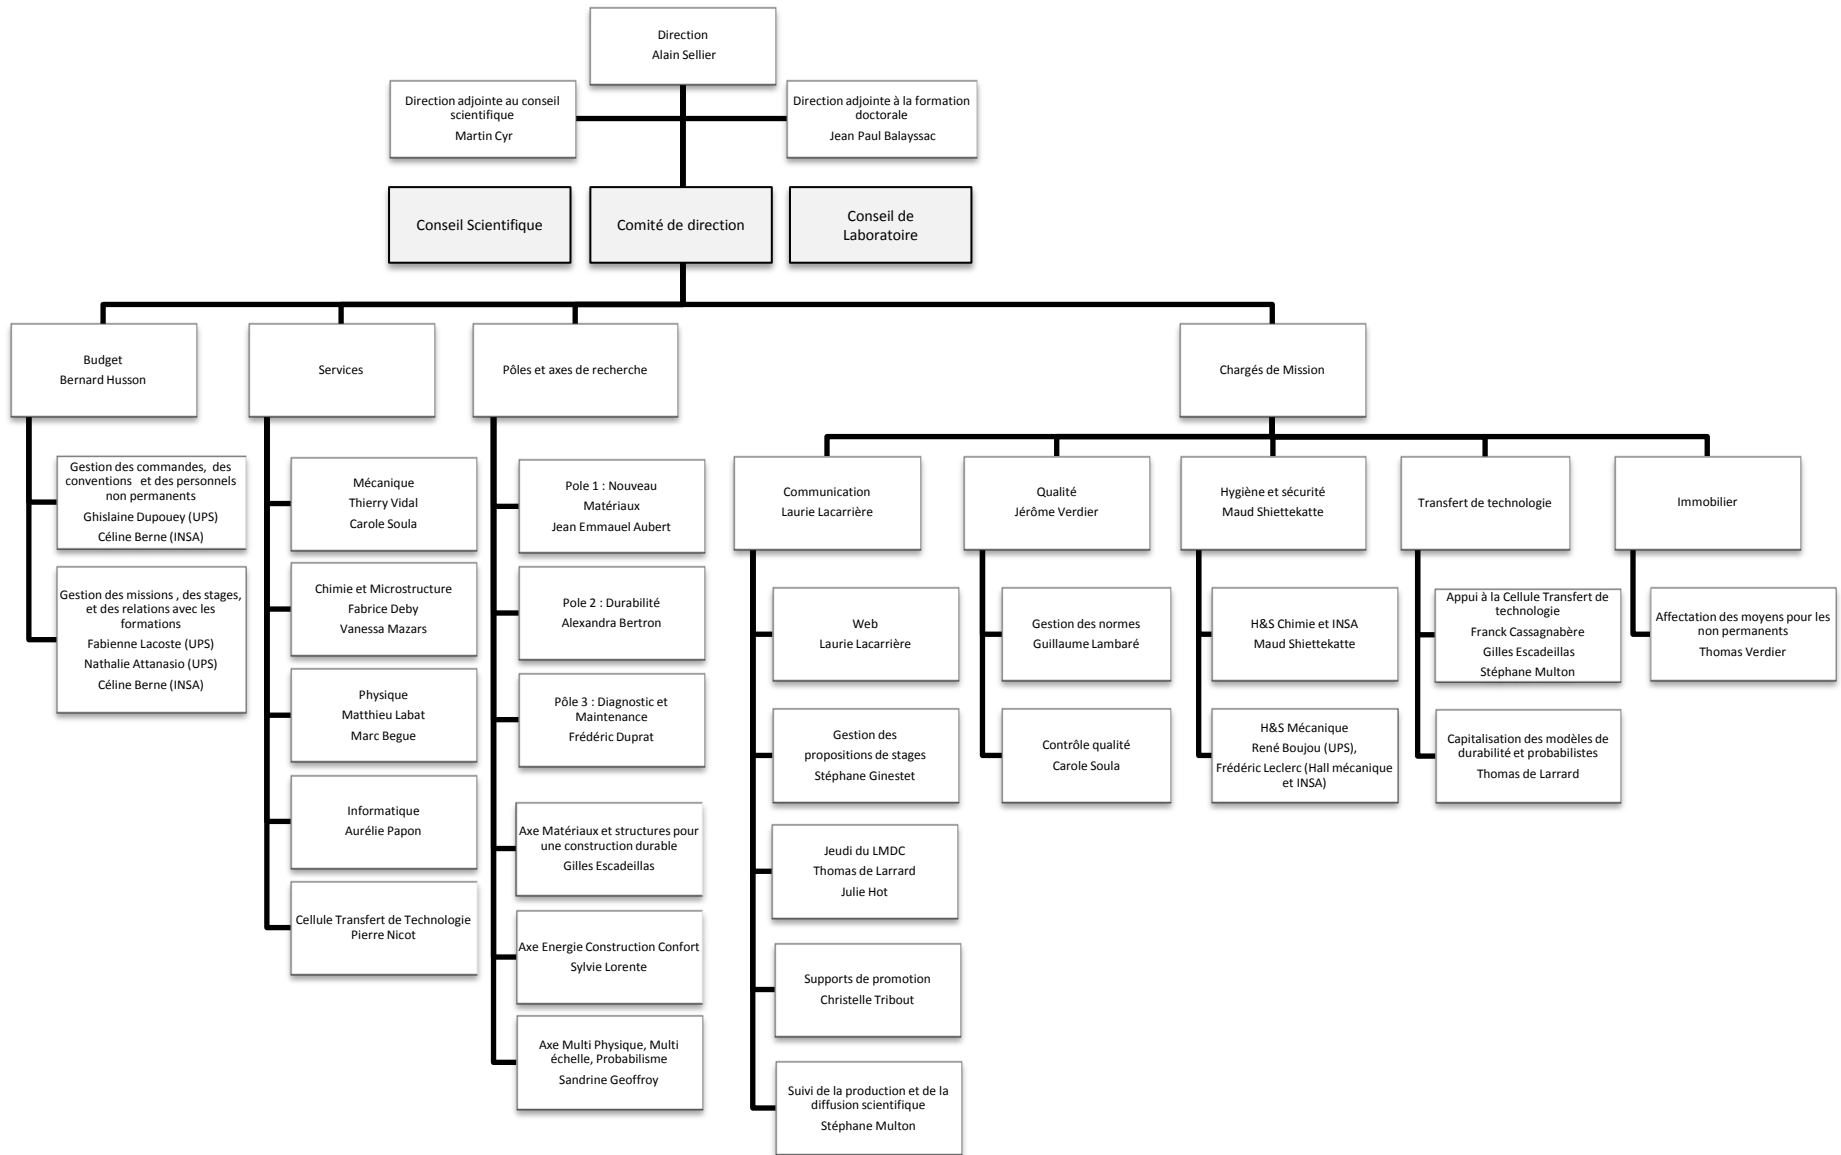 Direction
Alain Sellier
Direction adjointe au conseil
scientifique
Martin Cyr
Direction adjointe à la formation
doctorale
Jean Paul Balayssac
Conseil Scientifique
Comité de direction
Conseil de
Laboratoire
Budget
Bernard Husson
Services
Pôles et axes de recherche
Chargés de Mission
Gestion des commandes, des
conventions et des personnels
non permanents
Ghislaine Dupouey (UPS)
Céline Berne (INSA)
Gestion des missions , des stages,
et des relations avec les
formations
Fabienne Lacoste (UPS)
Nathalie Attanasio (UPS)
Céline Berne (INSA)
Mécanique
Thierry Vidal
Carole Soula
Chimie et Microstructure
Fabrice Deby
Vanessa Mazars
Physique
Matthieu Labat
Marc Begue
Informatique
Aurélie Papon
Cellule Transfert de Technologie
Pierre Nicot
Pole 1 : Nouveau
Matériaux
Jean Emmauel Aubert
Pole 2 : Durabilité
Alexandra Bertron
Pôle 3 : Diagnostic et
Maintenance
Frédéric Duprat
Axe Matériaux et structures pour
une construction durable
Gilles Escadeillas
Axe Energie Construction Confort
Sylvie Lorente
Axe Multi Physique, Multi
échelle, Probabilisme
Sandrine Geoffroy
Communication
Laurie Lacarrière
Web
Laurie Lacarrière
Gestion des
propositions de stages
Stéphane Ginestet
Jeudi du LMDC
Thomas de Larrard
Julie Hot
Supports de promotion
Christelle Tribout
Suivi de la production et de la
diffusion scientifique
Stéphane Multon
Qualité
Jérôme Verdier
Gestion des normes
Guillaume Lambaré
Contrôle qualité
Carole Soula
Hygiène et sécurité
Maud Shiettekatte
H&S Chimie et INSA
Maud Shiettekatte
H&S Mécanique
René Boujou (UPS),
Frédéric Leclerc (Hall mécanique
et INSA)
Transfert de technologie
Appui à la Cellule Transfert de
technologie
Franck Cassagnabère
Gilles Escadeillas
Stéphane Multon
Capitalisation des modèles de
durabilité et probabilistes
Thomas de Larrard
Immobilier
Affectation des moyens pour les
non permanents
Thomas Verdier